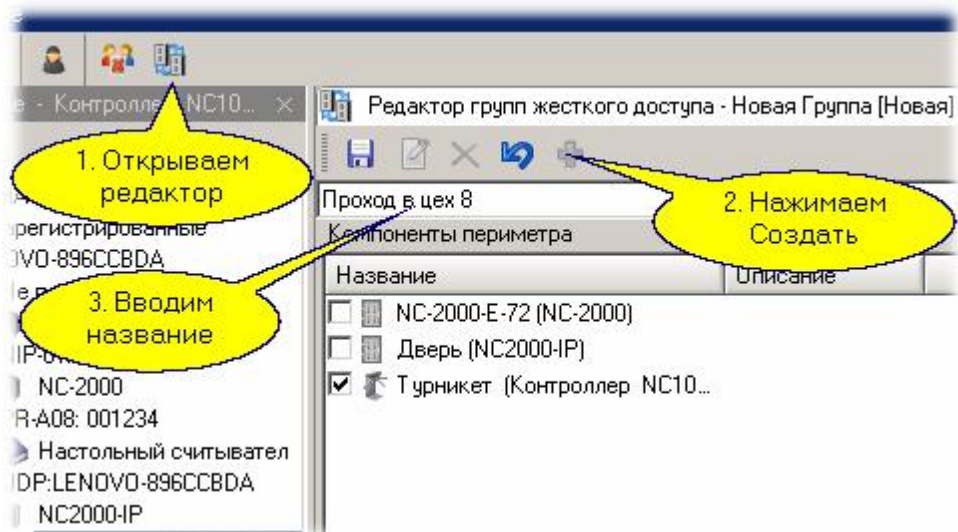 Контроллер NC10...
Редактор групп жесткого доступа - Новая Группа [Новая]
1. Открываем
редактор
2. Нажимаем
Создать
3. Вводим
название
Проход в цех 8
Компоненты периметра
Название
Описание
NC-2000-E-72 (NC-2000)
Дверь (NC2000-IP)
Турникет (Контроллер NC10...
NC-2000
R-A08: 001234
Настольный считывател
DP:LENOVO-896CCBDA
NC2000-IP
регистрированные
OVO-896CCBDA